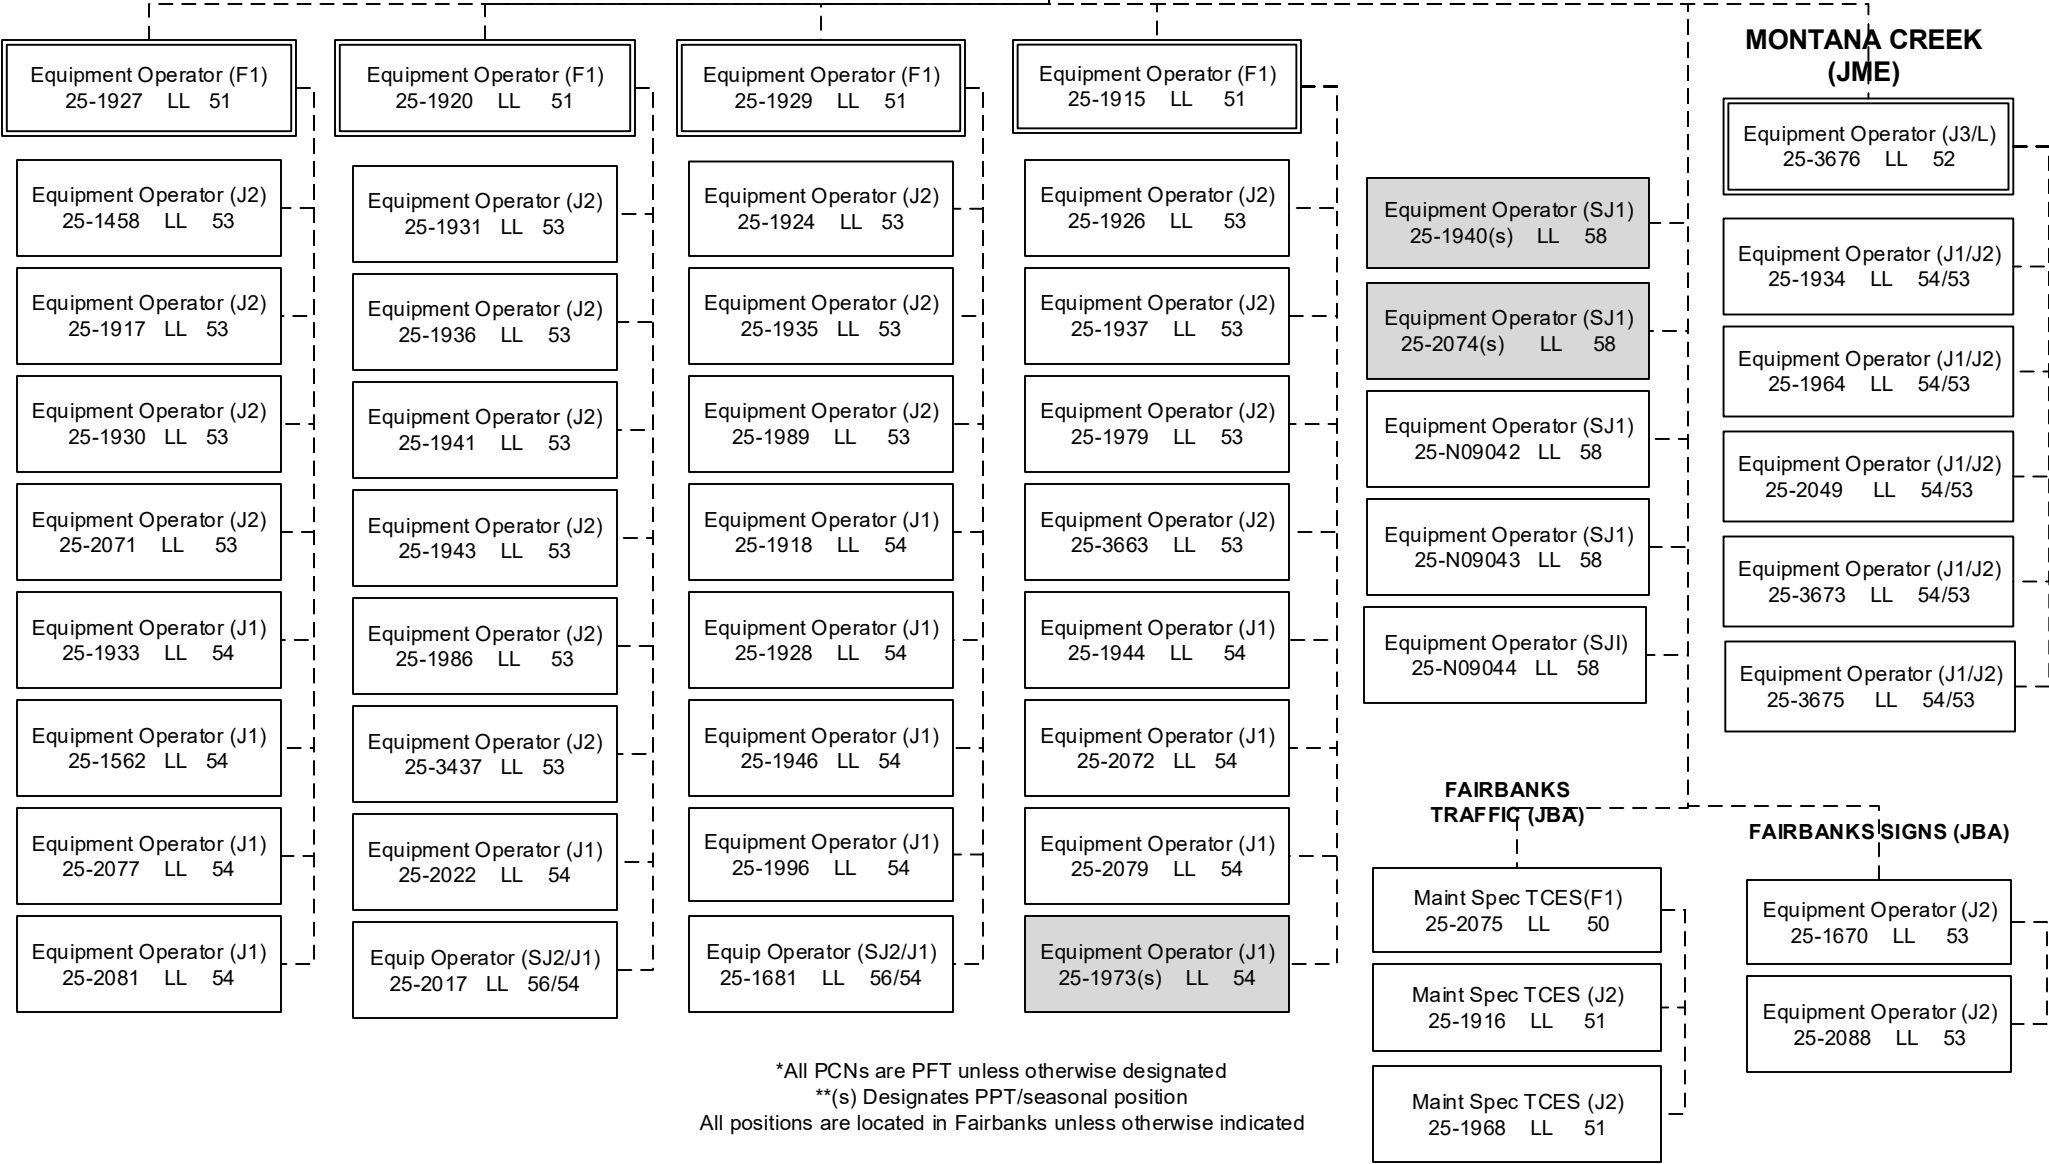 Equipment Operator (F1)
25-1927 LL 51
Equipment Operator (J2)
25-1458 LL 53
Equipment Operator (J2)
25-1917 LL 53
Equipment Operator (J2)
25-1930 LL 53
Equipment Operator (J2)
25-2071 LL 53
Equipment Operator (J1)
25-1933 LL 54
Equipment Operator (J1)
25-1562 LL 54
Equipment Operator (J1)
25-2077 LL 54
Equipment Operator (J1)
25-2081 LL 54
Equipment Operator (F1)
25-1920 LL 51
Equipment Operator (J2)
25-1931 LL 53
Equipment Operator (J2)
25-1936 LL 53
Equipment Operator (J2)
25-1941 LL 53
Equipment Operator (J2)
25-1943 LL 53
Equipment Operator (J2)
25-1986 LL 53
Equipment Operator (J2)
25-3437 LL 53
Equipment Operator (J1)
25-2022 LL 54
Equip Operator (SJ2/J1)
25-2017 LL 56/54
Equipment Operator (F1)
25-1929 LL 51
Equipment Operator (J2)
25-1924 LL 53
Equipment Operator (J2)
25-1935 LL 53
Equipment Operator (J2)
25-1989 LL 53
Equipment Operator (J1)
25-1918 LL 54
Equipment Operator (J1)
25-1928 LL 54
Equipment Operator (J1)
25-1946 LL 54
Equipment Operator (J1)
25-1996 LL 54
Equip Operator (SJ2/J1)
25-1681 LL 56/54
Equipment Operator (F1)
25-1915 LL 51
Equipment Operator (J2)
25-1926 LL 53
Equipment Operator (J2)
25-1937 LL 53
Equipment Operator (J2)
25-1979 LL 53
Equipment Operator (J2)
25-3663 LL 53
Equipment Operator (J1)
25-1944 LL 54
Equipment Operator (J1)
25-2072 LL 54
Equipment Operator (J1)
25-2079 LL 54
Equipment Operator (J1)
25-1973(s) LL 54
Equipment Operator (SJ1)
25-1940(s) LL 58
Equipment Operator (SJ1)
25-2074(s) LL 58
Equipment Operator (SJ1)
25-N09042 LL 58
Equipment Operator (SJ1)
25-N09043 LL 58
Equipment Operator (SJI)
25-N09044 LL 58
MONTANA CREEK
(JME)
Equipment Operator (J3/L)
25-3676 LL 52
Equipment Operator (J1/J2)
25-1934 LL 54/53
Equipment Operator (J1/J2)
25-1964 LL 54/53
Equipment Operator (J1/J2)
25-2049 LL 54/53
Equipment Operator (J1/J2)
25-3673 LL 54/53
Equipment Operator (J1/J2)
25-3675 LL 54/53
FAIRBANKS
TRAFFIC (JBA)
Maint Spec TCES(F1)
25-2075 LL 50
Maint Spec TCES (J2)
25-1916 LL 51
Maint Spec TCES (J2)
25-1968 LL 51
FAIRBANKS SIGNS (JBA)
Equipment Operator (J2)
25-1670 LL 53
Equipment Operator (J2)
25-2088 LL 53
*All PCNs are PFT unless otherwise designated
**(s) Designates PPT/seasonal position
All positions are located in Fairbanks unless otherwise indicated